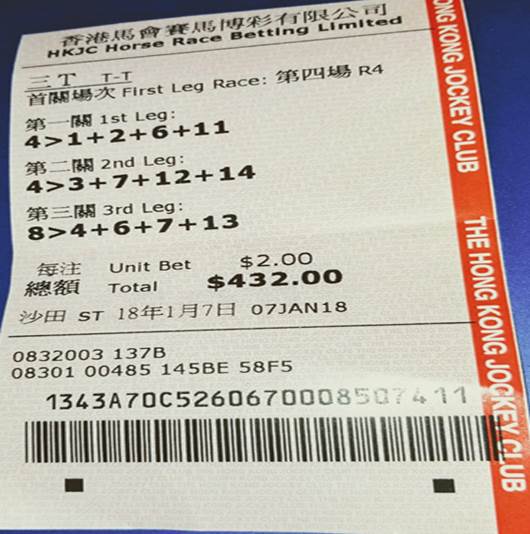 香港馬會賽馬博彩有限公司
HKJC Horse Race Betting Limited
三T T-T
首關場次 First Leg Race: 第四場 R4
第一關 1st Leg:
4>1+2+6+11
第二關 2nd Leg:
4>3+7+12+14
第三關 3rd Leg:
8>4+6+7+13
每注 Unit Bet $2.00
總額 Total $432.00
沙田 ST 18年1月7日 07JAN18
0832003 137B
08301 00485 145BE 58F5
1343A70C5260670008507411
ONG KONG JOCKEY CLUB
THE HONG KONG JOCKEY CLUB